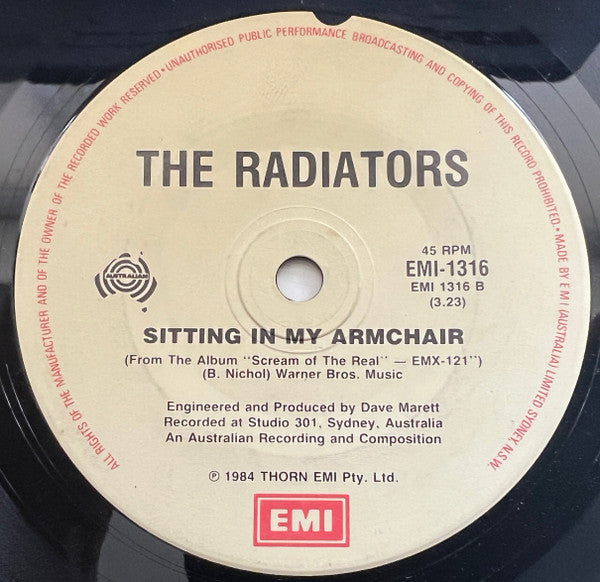 ALL RIGHTS OF THE MANUFACTURER AND OF THE OWNER OF THE RECORDED WORK RESERVED • UNAUTHORISED PUBLIC PERFORMANCE BROADCASTING AND COPYING OF THIS RECORD PROHIBITED. • MADE BY E M I (AUSTRALIA) LIMITED SYDNEY, N.S.W.
THE RADIATORS
AUSTRALIAN
45 RPM
EMI-1316
EMI 1316 B
(3.23)
SITTING IN MY ARMCHAIR
(From The Album "Scream of The Real" — EMX-121")
(B. Nichol) Warner Bros. Music
Engineered and Produced by Dave Marett
Recorded at Studio 301, Sydney, Australia
An Australian Recording and Composition
℗ 1984 THORN EMI Pty. Ltd.
EMI